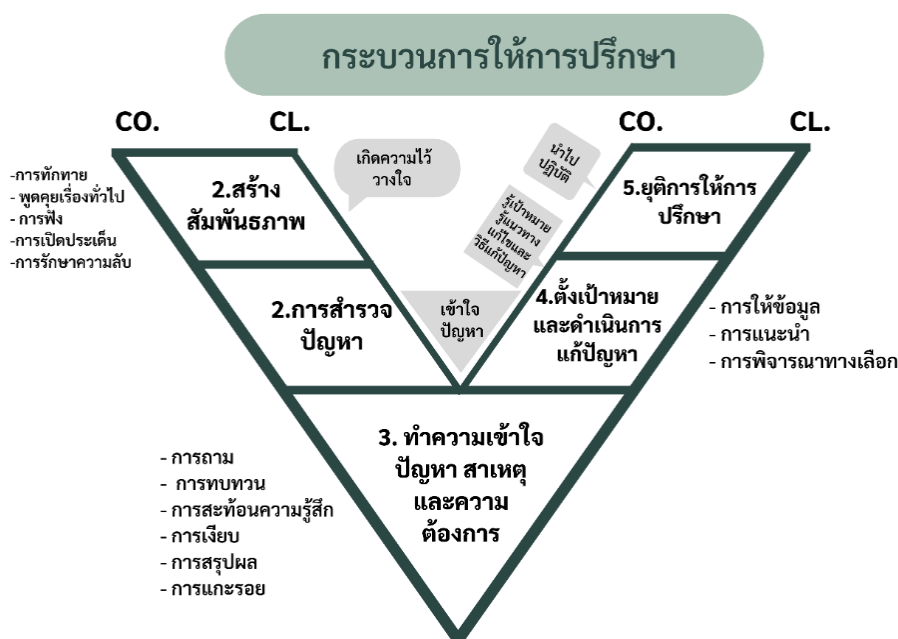 กระบวนการให้การปรึกษา
CO.
CL.
CO.
CL.
-การทักทาย
- พูดคุยเรื่องทั่วไป
- การฟัง
-การเปิดประเด็น
-การรักษาความลับ
2.สร้าง
สัมพันธภาพ
เกิดความไว้
วางใจ
นำไป
ปฏิบัติ
5.ยุติการให้การ
ปรึกษา
รู้เป้าหมาย
รู้แนวทาง
แก้ไขและ
วิธีแก้ปัญหา
2.การสำรวจ
ปัญหา
เข้าใจ
ปัญหา
4.ตั้งเป้าหมาย
และดำเนินการ
แก้ปัญหา
- การให้ข้อมูล
- การแนะนำ
- การพิจารณาทางเลือก
3. ทำความเข้าใจ
ปัญหา สาเหตุ
และความ
ต้องการ
- การถาม
- การทบทวน
- การสะท้อนความรู้สึก
- การเงียบ
- การสรุปผล
- การแกะรอย